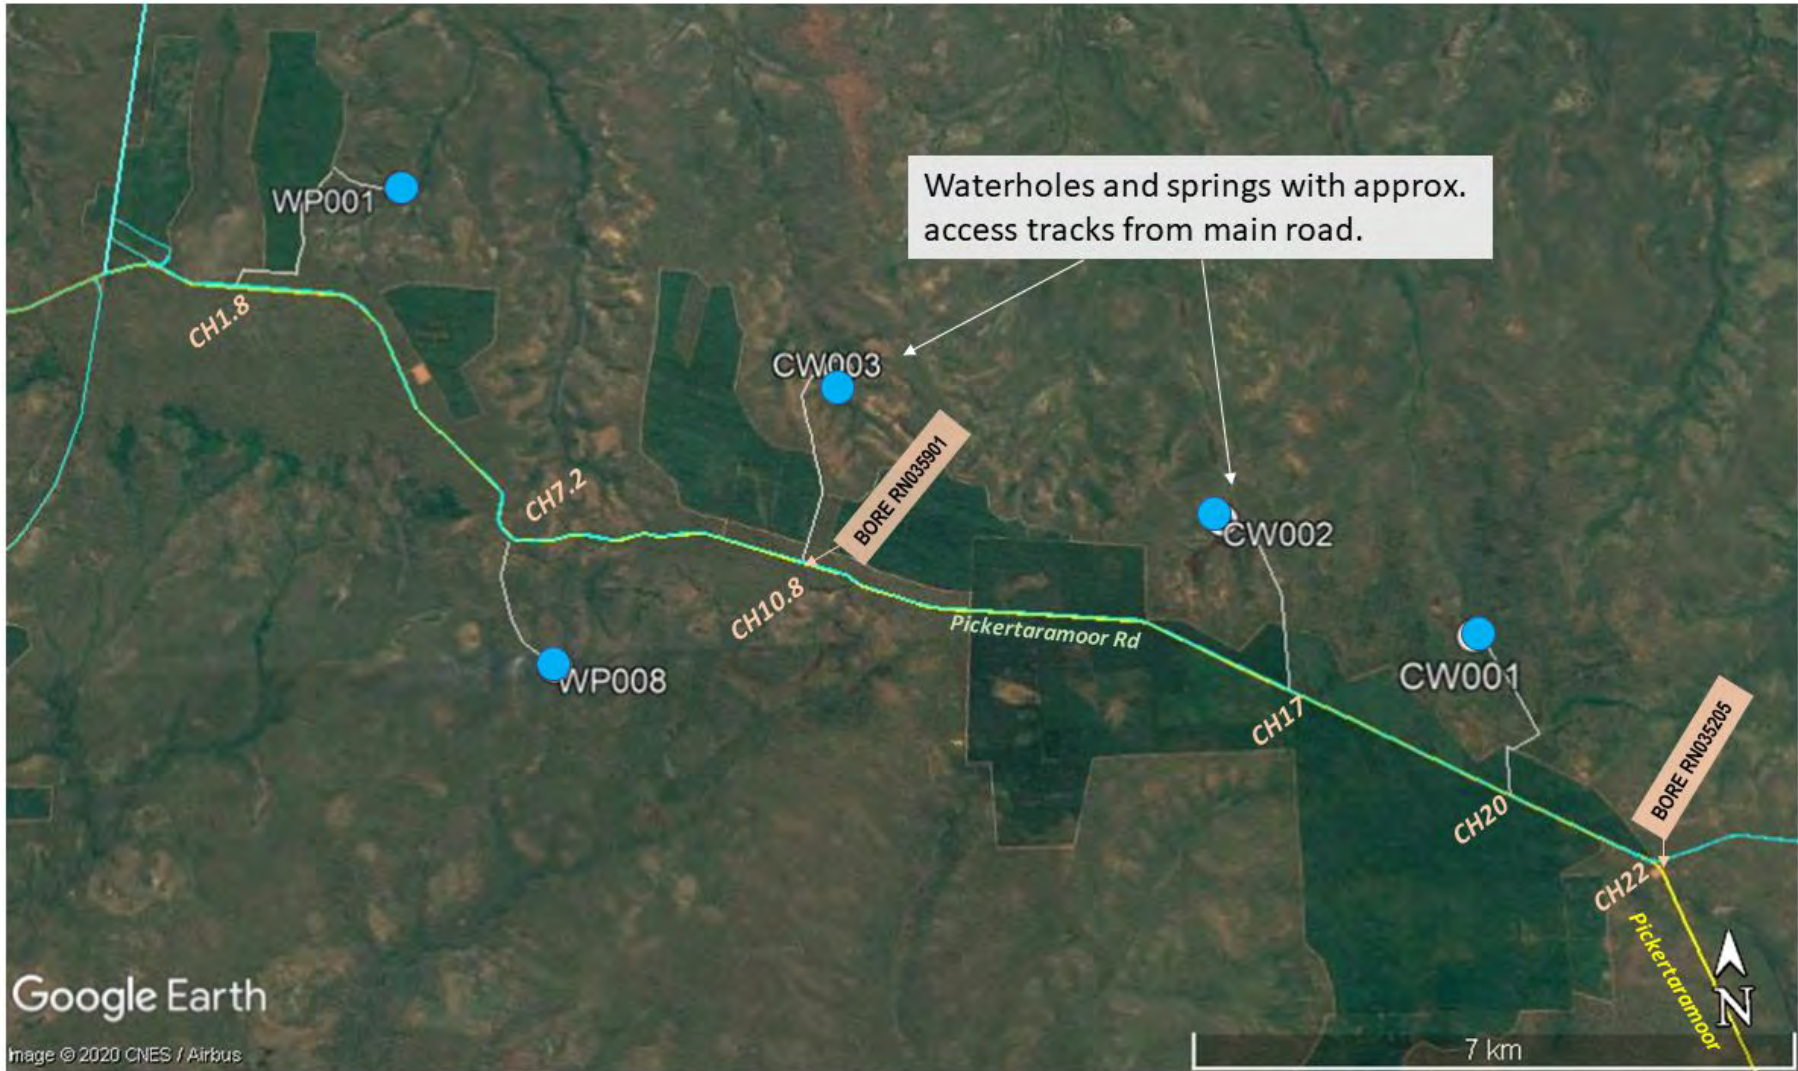 WP001
Waterholes and springs with approx.
access tracks from main road.
CH1.8
CW003
BORE RN035901
CH7.2
CW002
CH10.8
Pickertaramoor Rd
WP008
CW001
CH17
BORE RN035205
CH20
CH22
Pickertaramoor
N
Google Earth
Image © 2020 CNES / Airbus
7 km